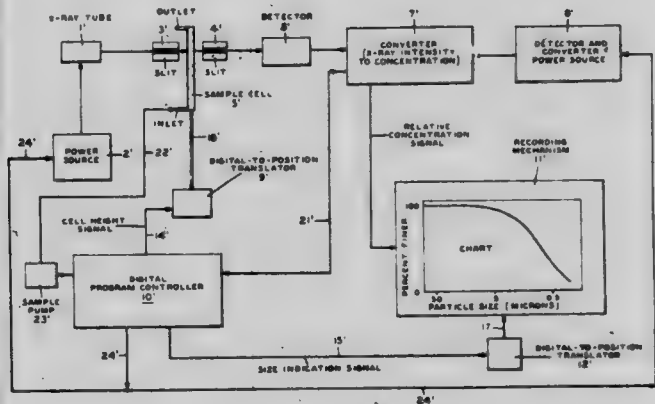 X-RAY TUBE
1'
OUTLET
3'
SLIT
4'
SLIT
DETECTOR
6'
7'
CONVERTER
(X-RAY INTENSITY
TO CONCENTRATION)
8'
DETECTOR AND
CONVERTER
POWER SOURCE
SAMPLE CELL
5'
INLET
24'
POWER
SOURCE
2'
22'
DIGITAL-TO-POSITION
TRANSLATOR
9'
RELATIVE
CONCENTRATION
SIGNAL
RECORDING
MECHANISM
11'
CELL HEIGHT
SIGNAL
14'
21'
100
PERCENT FINER
CHART
0
50
5
0.5
PARTICLE SIZE (MICRONS)
SAMPLE
PUMP
23'
DIGITAL
PROGRAM CONTROLLER
10'
17
24'
15'
SIZE INDICATION SIGNAL
DIGITAL-TO-POSITION
TRANSLATOR
12'
24'